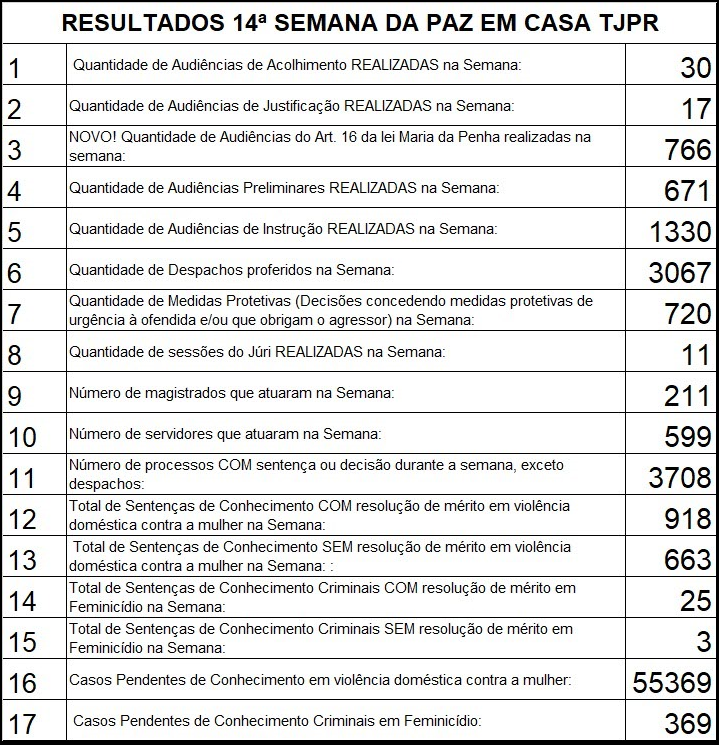 RESULTADOS 14ª SEMANA DA PAZ EM CASA TJPR
1 Quantidade de Audiências de Acolhimento REALIZADAS na Semana: 30
2 Quantidade de Audiências de Justificação REALIZADAS na Semana: 17
NOVO! Quantidade de Audiências do Art. 16 da lei Maria da Penha realizadas na
3 semana: 766
4 Quantidade de Audiências Preliminares REALIZADAS na Semana: 671
5 Quantidade de Audiências de Instrução REALIZADAS na Semana: 1330
6 Quantidade de Despachos proferidos na Semana: 3067
Quantidade de Medidas Protetivas (Decisões concedendo medidas protetivas de
7 urgência à ofendida e/ou que obrigam o agressor) na Semana: 720
8 Quantidade de sessões do Júri REALIZADAS na Semana: 11
9 Número de magistrados que atuaram na Semana: 211
10 Número de servidores que atuaram na Semana: 599
Número de processos COM sentença ou decisão durante a semana, exceto
11 despachos: 3708
Total de Sentenças de Conhecimento COM resolução de mérito em violência
12 doméstica contra a mulher na Semana: 918
Total de Sentenças de Conhecimento SEM resolução de mérito em violência
13 doméstica contra a mulher na Semana: : 663
Total de Sentenças de Conhecimento Criminais COM resolução de mérito em
14 Feminicídio na Semana: 25
Total de Sentenças de Conhecimento Criminais SEM resolução de mérito em
15 Feminicídio na Semana: 3
16 Casos Pendentes de Conhecimento em violência doméstica contra a mulher: 55369
17 Casos Pendentes de Conhecimento Criminais em Feminicídio: 369